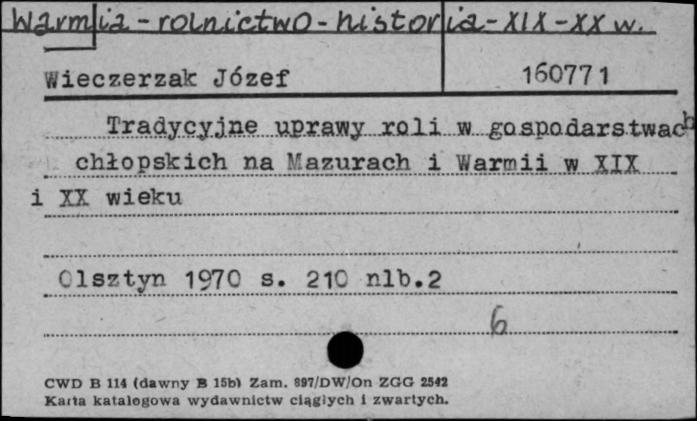 Warmia - rolnictwo - historia - XIX - XX w.
Wieczerzak Józef 160771
Tradycyjne uprawy roli w gospodarstwach
chłopskich na Mazurach i Warmii w XIX
i XX wieku
Olsztyn 1970 s. 210 nlb.2
6
CWD B 114 (dawny B 15b) Zam. 897/DW/On ZGG 2542
Karta katalogowa wydawnictw ciągłych i zwartych.